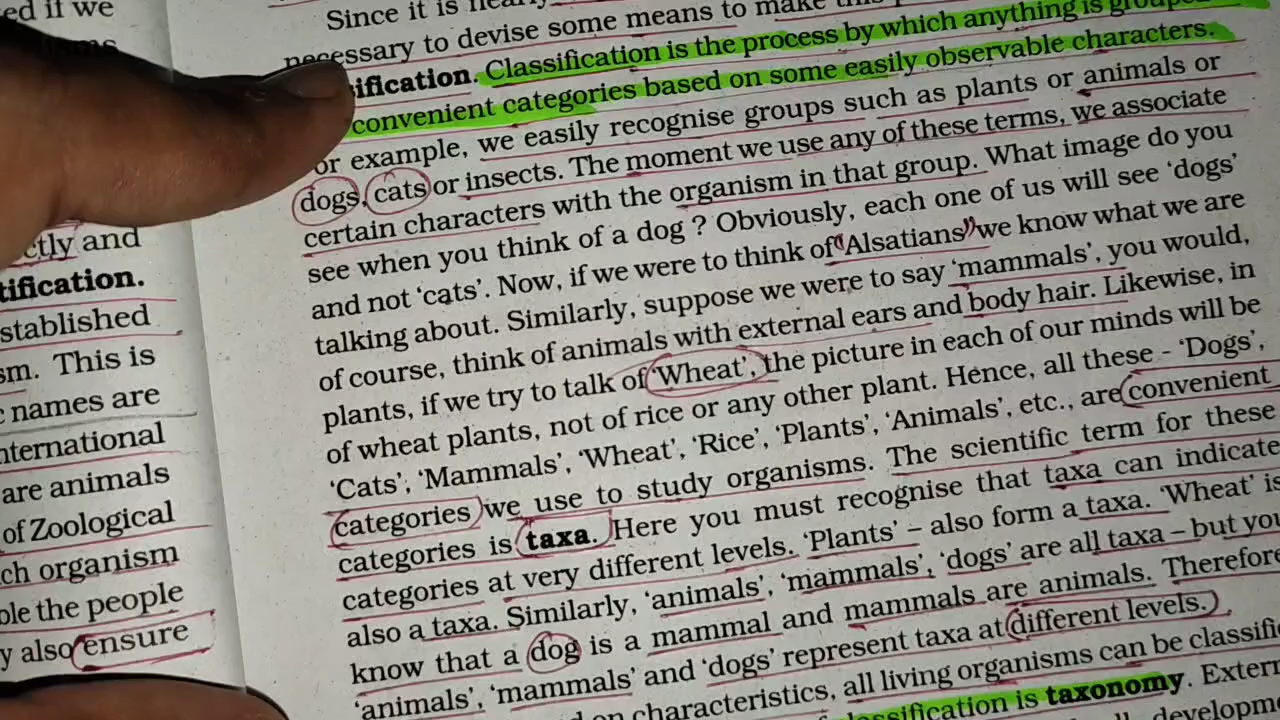 ed if we
ctly and
tification.
stablished
sm. This is
names are
nternational
are animals
of Zoological
ch organism
ple the people
y also ensure
Since it is nearly
necessary to devise some means to make
sification. Classification is the process by which anything is grouped
convenient categories based on some easily observable characters.
or example, we easily recognise groups such as plants or animals or
dogs, cats or insects. The moment we use any of these terms, we associate
certain characters with the organism in that group. What image do you
see when you think of a dog ? Obviously, each one of us will see ‘dogs’
and not ‘cats’. Now, if we were to think of “Alsatians” we know what we are
talking about. Similarly, suppose we were to say ‘mammals’, you would,
of course, think of animals with external ears and body hair. Likewise, in
plants, if we try to talk of ‘Wheat’, the picture in each of our minds will be
of wheat plants, not of rice or any other plant. Hence, all these - ‘Dogs’,
‘Cats’, ‘Mammals’, ‘Wheat’, ‘Rice’, ‘Plants’, ‘Animals’, etc., are convenient
categories we use to study organisms. The scientific term for these
categories is taxa. Here you must recognise that taxa can indicate
categories at very different levels. ‘Plants’ – also form a taxa. ‘Wheat’ is
also a taxa. Similarly, ‘animals’, ‘mammals’, ‘dogs’ are all taxa – but you
know that a dog is a mammal and mammals are animals. Therefore
‘animals’, ‘mammals’ and ‘dogs’ represent taxa at different levels.
on characteristics, all living organisms can be classifie
classification is taxonomy. Extern
developme